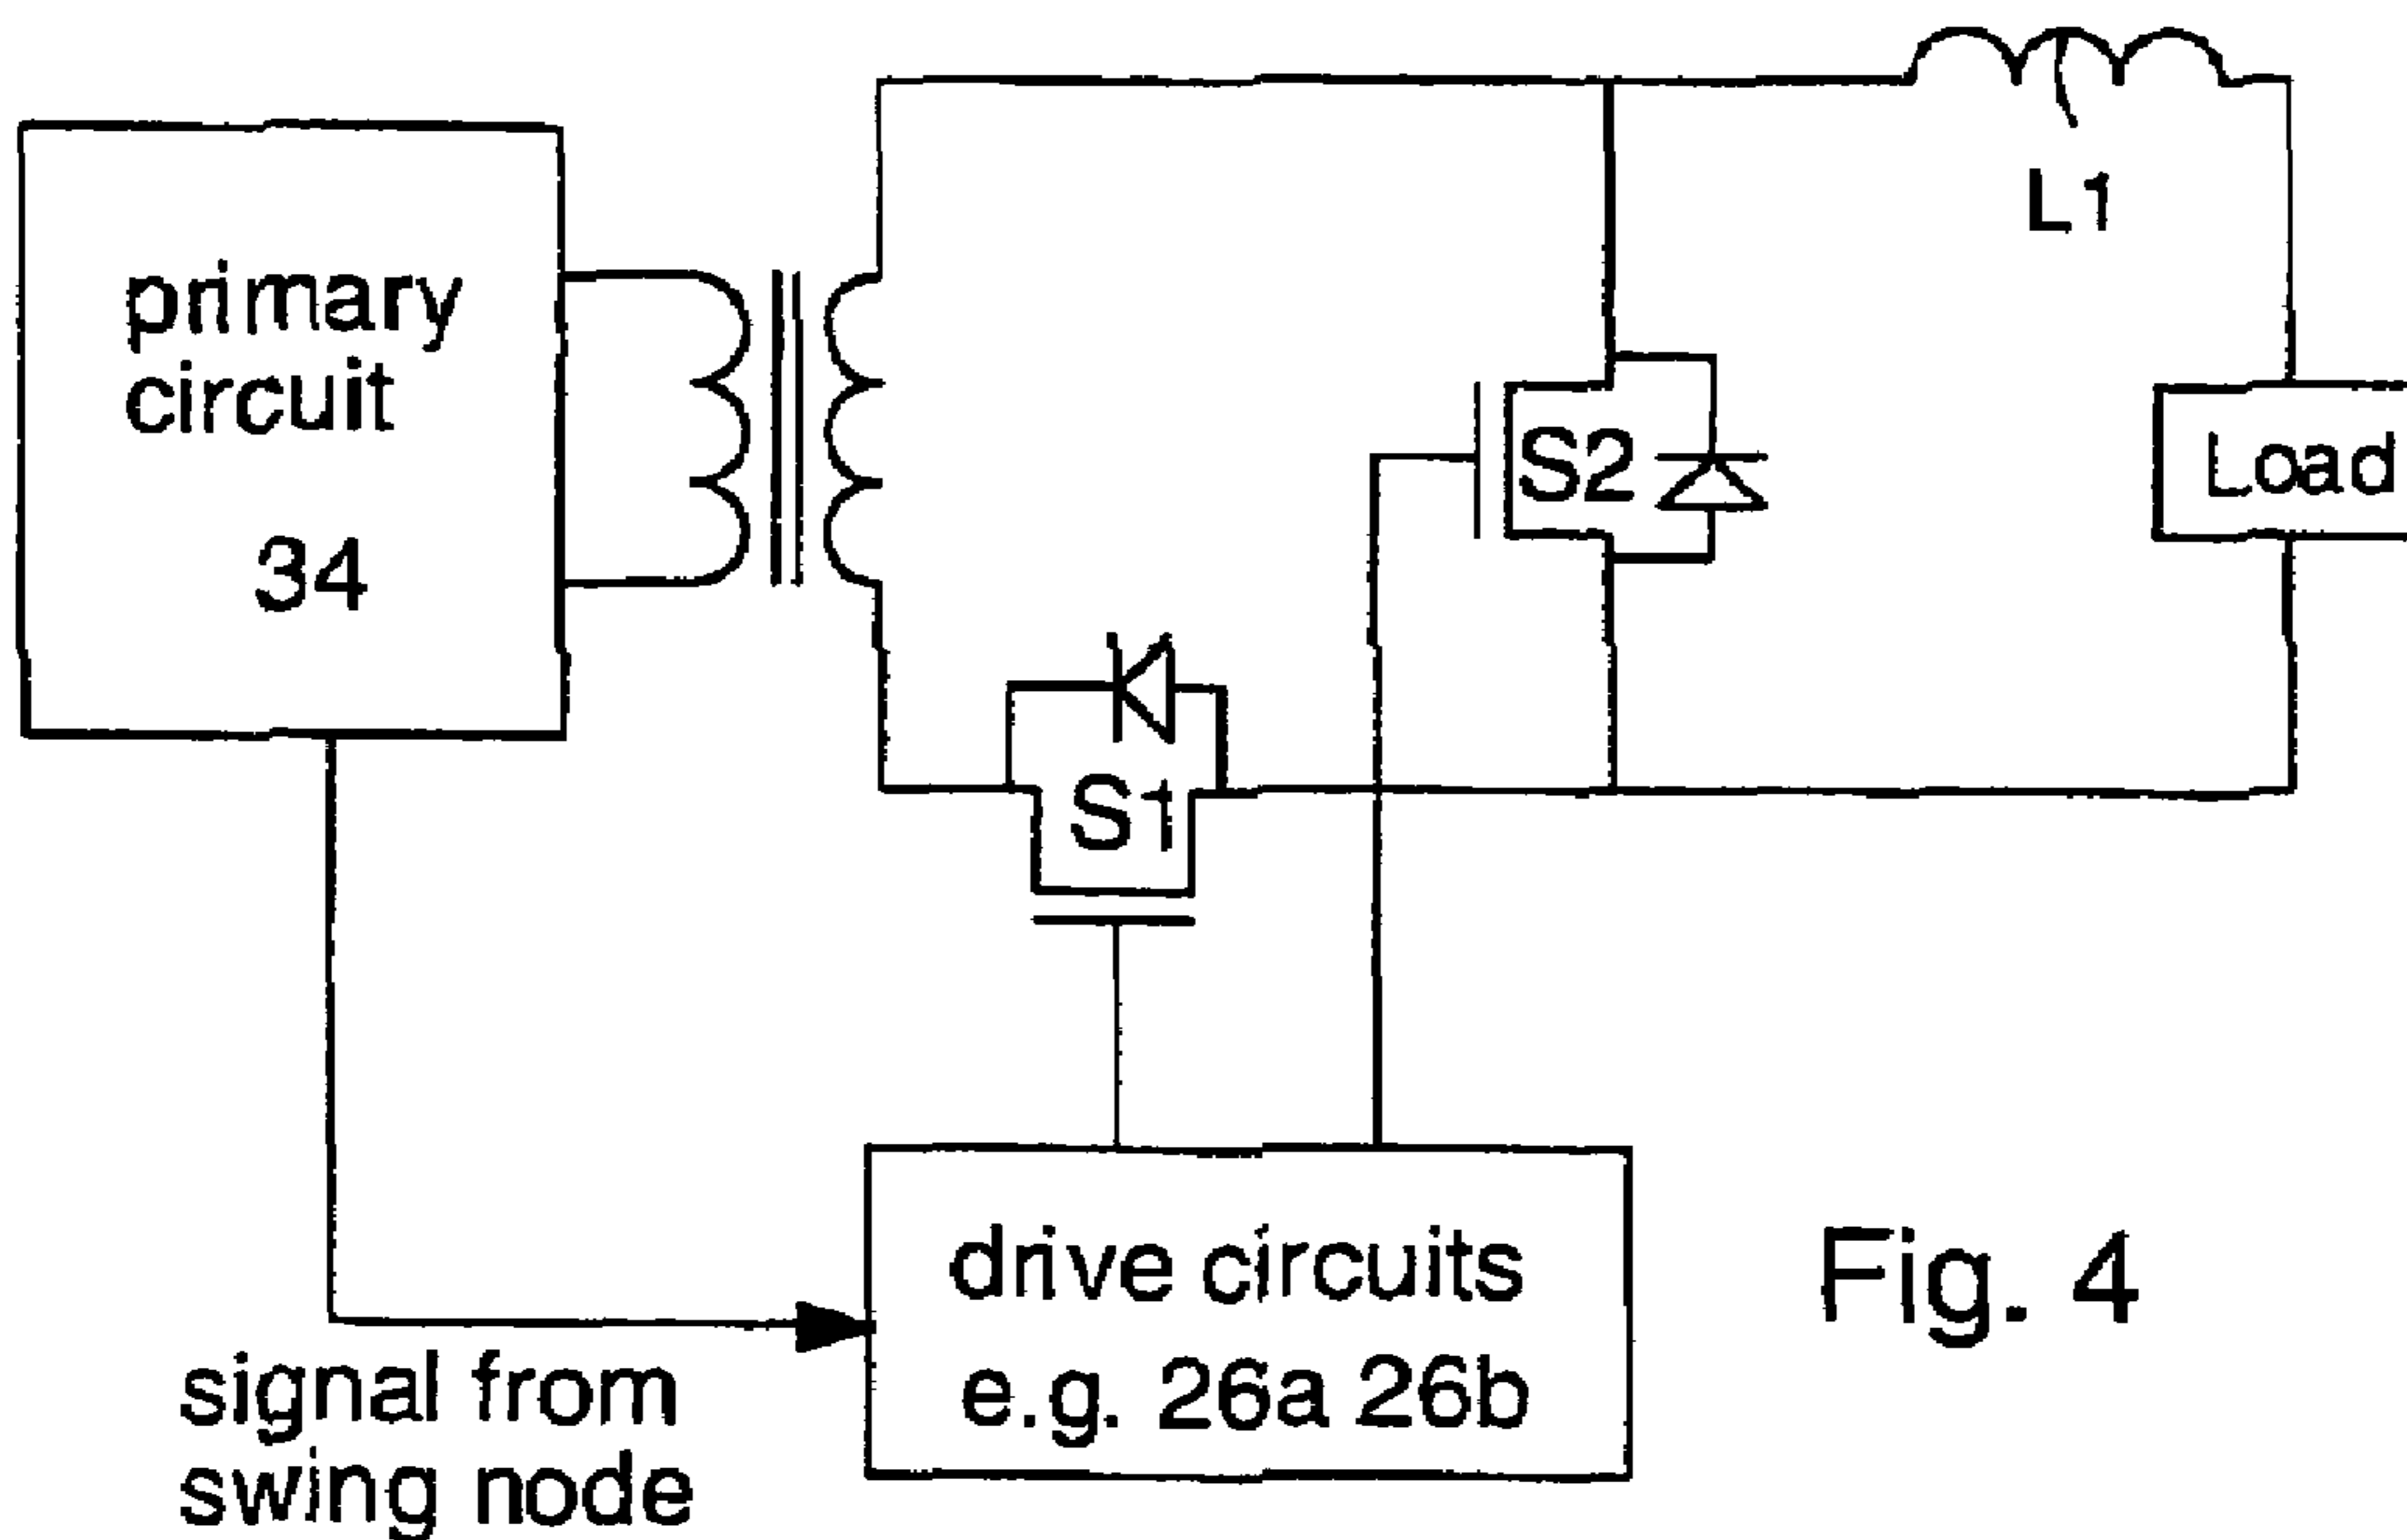 L1
primary
circuit
34
S2
Load
S1
drive circuits
e.g. 26a 26b
Fig. 4
signal from
swing node